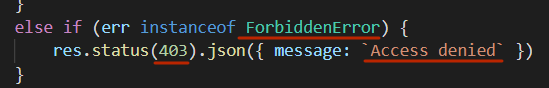 }
else if (err instanceof ForbiddenError) {
res.status(403).json({ message: `Access denied` })
}